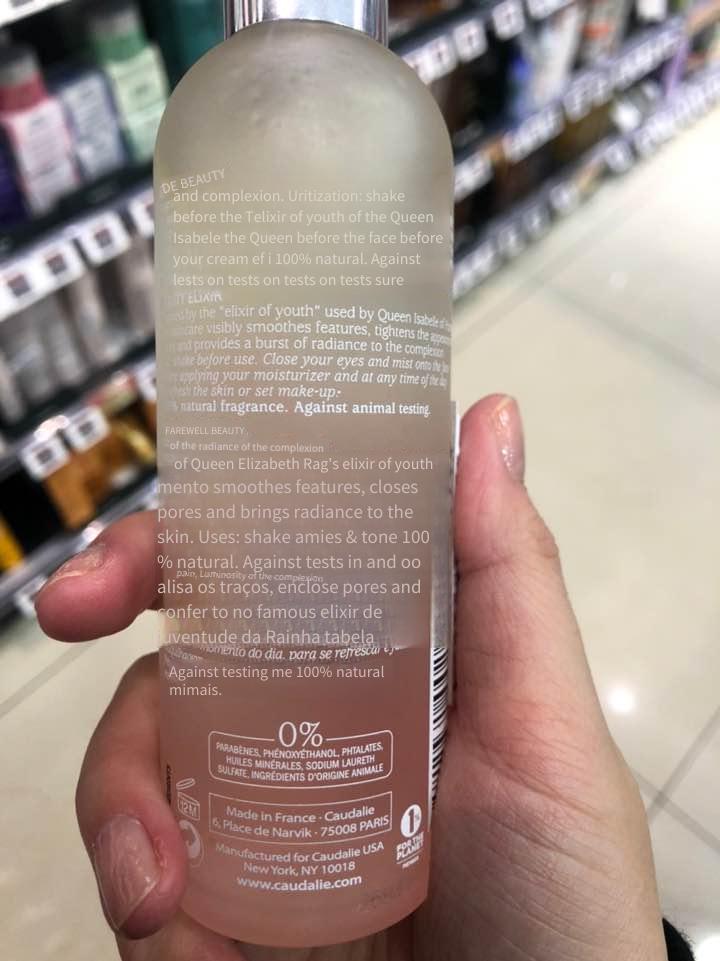 DE BEAUTY
and complexion. Uritization: shake
before the Telixir of youth of the Queen
Isabele the Queen before the face before
your cream ef i 100% natural. Against
lests on tests on tests on tests sure
ELIXIR
by the "elixir of youth" used by Queen Isabelle of
visibly smoothes features, tightens the
and provides a burst of radiance to the complexion
shake before use. Close your eyes and mist onto the
applying your moisturizer and at any time of the day
the skin or set make-up.
% natural fragrance. Against animal testing.
FAREWELL BEAUTY,
of the radiance of the complexion
of Queen Elizabeth Rag's elixir of youth
mento smoothes features, closes
pores and brings radiance to the
skin. Uses: shake amies & tone 100
% natural. Against tests in and oo
pain, Luminosity of the complexion
alisa os traços, enclose pores and
confer to no famous elixir de
juventude da Rainha tabela
momento do dia, para se refrescar
Against testing me 100% natural
mimais.
0%
PARABÈNES, PHÉNOXYÉTHANOL, PHTALATES,
HUILES MINÉRALES, SODIUM LAURETH
SULFATE, INGRÉDIENTS D'ORIGINE ANIMALE
12M
Made in France · Caudalie
6, Place de Narvik · 75008 PARIS
1%
FOR THE
PLANET
MEMBER
Manufactured for Caudalie USA
New York, NY 10018
www.caudalie.com